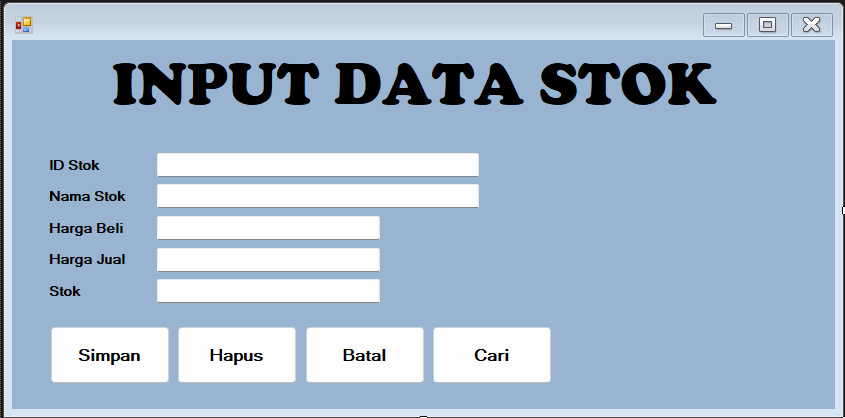 INPUT DATA STOK
ID Stok
Nama Stok
Harga Beli
Harga Jual
Stok
Simpan Hapus Batal Cari